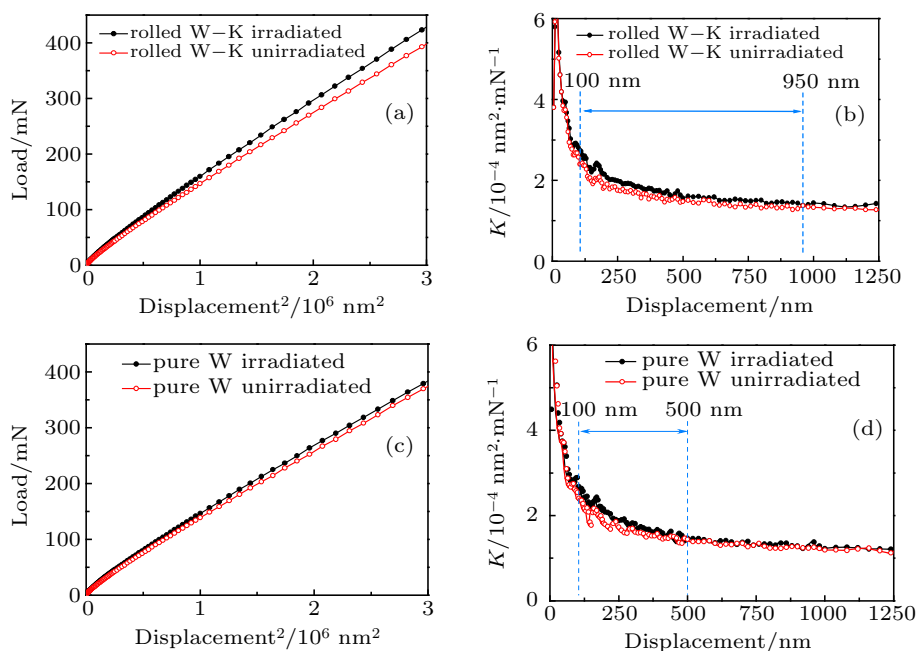 rolled W−K irradiated
rolled W−K unirradiated
(a)
Load/mN
400
300
200
100
0
0
1
2
3
Displacement²/10⁶ nm²
rolled W−K irradiated
rolled W−K unirradiated
100 nm
950 nm
(b)
K/10⁻⁴ nm²·mN⁻¹
6
4
2
0
0
250
500
750
1000
1250
Displacement/nm
pure W irradiated
pure W unirradiated
(c)
Load/mN
400
300
200
100
0
0
1
2
3
Displacement²/10⁶ nm²
pure W irradiated
pure W unirradiated
100 nm
500 nm
(d)
K/10⁻⁴ nm²·mN⁻¹
6
4
2
0
0
250
500
750
1000
1250
Displacement/nm